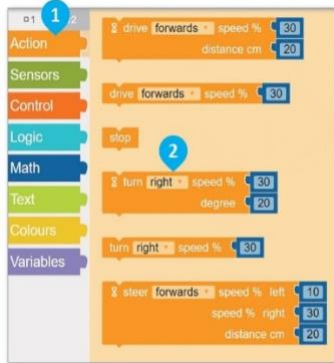 1 2
1
Action
Sensors
Control
Logic
Math
Text
Colours
Variables
drive forwards speed % 30
distance cm 20
drive forwards speed % 30
stop
2
turn right speed % 30
degree 20
turn right speed % 30
steer forwards speed % left 10
speed % right 30
distance cm 20